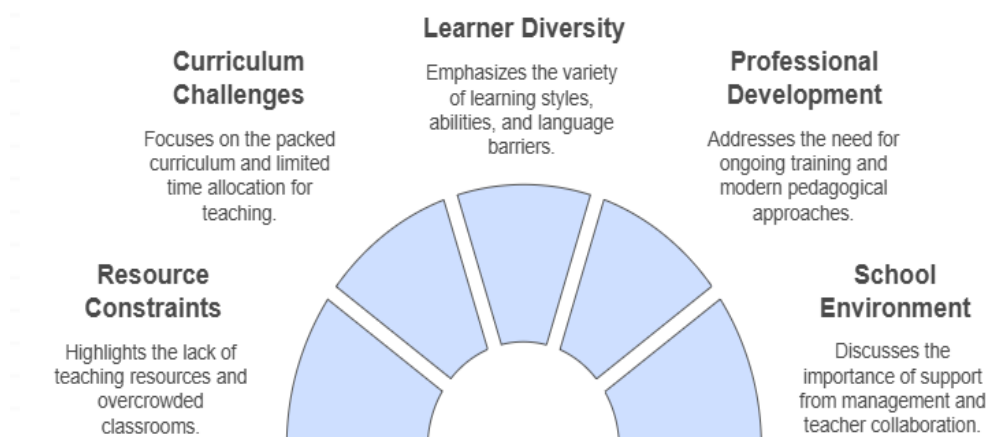 Learner Diversity
Emphasizes the variety
of learning styles,
abilities, and language
barriers.
Curriculum
Challenges
Focuses on the packed
curriculum and limited
time allocation for
teaching.
Professional
Development
Addresses the need for
ongoing training and
modern pedagogical
approaches.
Resource
Constraints
Highlights the lack of
teaching resources and
overcrowded
classrooms.
School
Environment
Discusses the
importance of support
from management and
teacher collaboration.